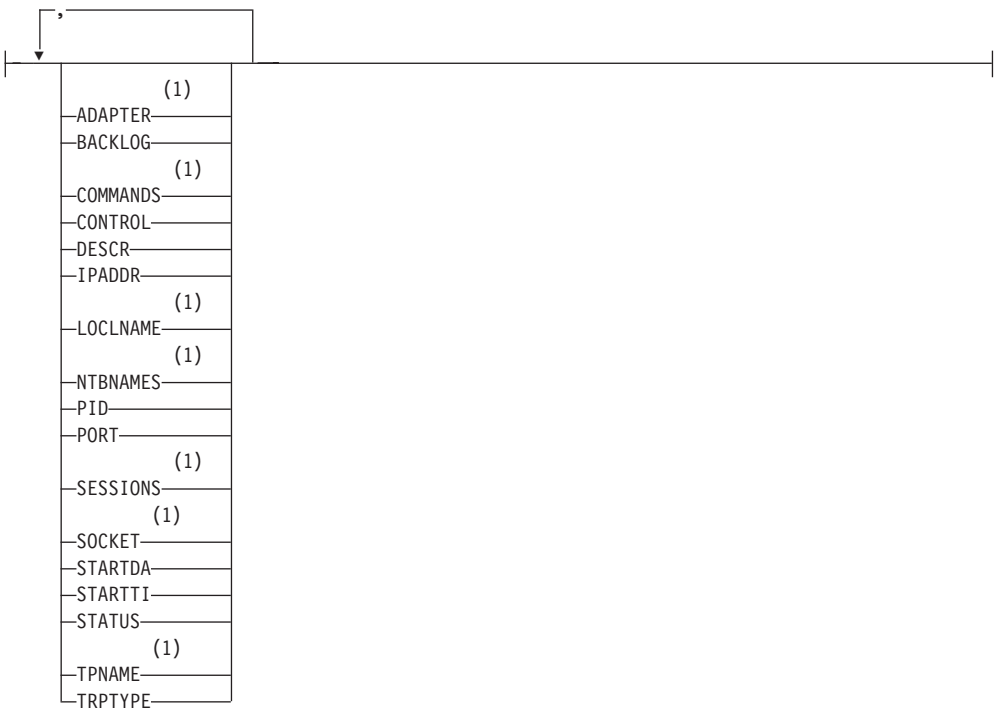 ,
(1)
ADAPTER
BACKLOG
(1)
COMMANDS
CONTROL
DESCR
IPADDR
(1)
LOCLNAME
(1)
NTBNAMES
PID
PORT
(1)
SESSIONS
(1)
SOCKET
STARTDA
STARTTI
STATUS
(1)
TPNAME
TRPTYPE